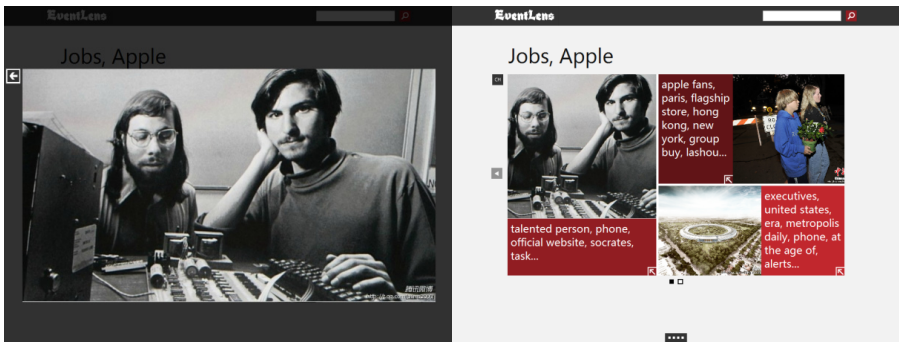 EventLens
Jobs, Apple
EventLens
Jobs, Apple
CH
talented person, phone,
official website, socrates,
task...
apple fans,
paris, flagship
store, hong
kong, new
york, group
buy, lashou...
executives,
united states,
era, metropolis
daily, phone, at
the age of,
alerts...